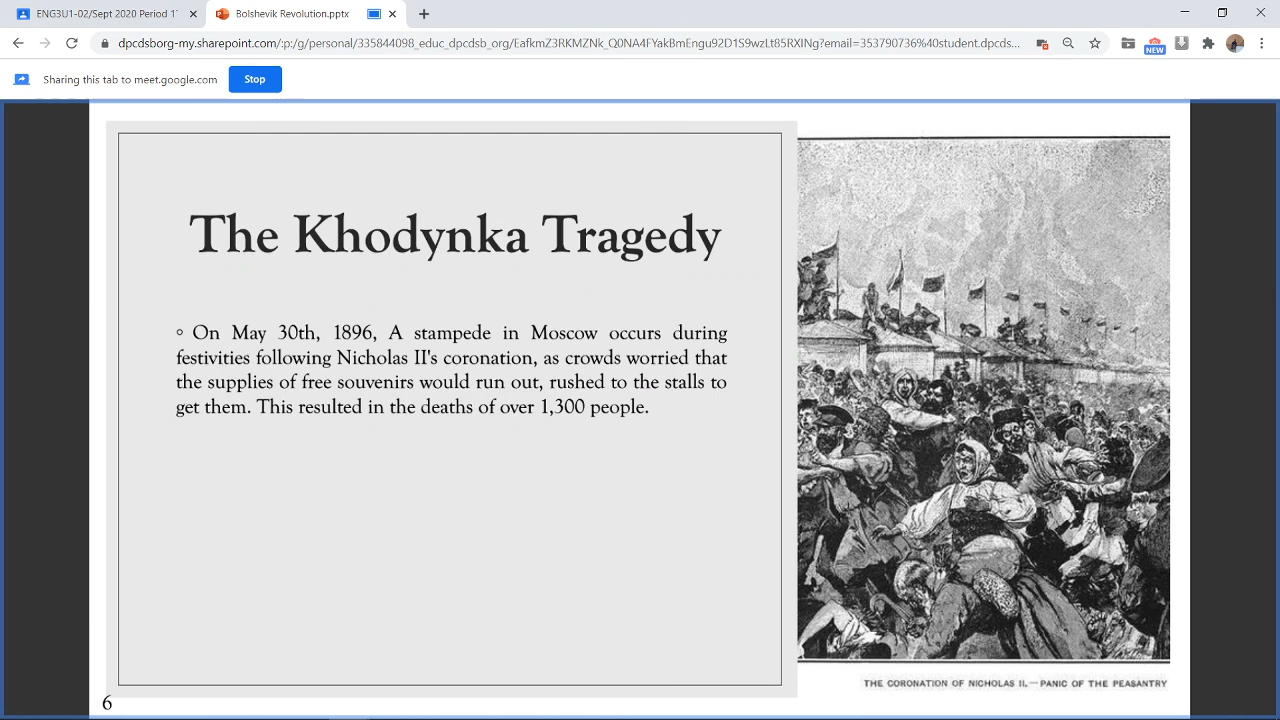 ENG3U1-02/Sept 2020 Period 1
Bolshevik Revolution.pptx
dpcdsborg-my.sharepoint.com/:p:/g/personal/335844098_educ_dpcdsb_org/EafkmZ3RKMZNk_Q0NA4FYakBmEngu92D1S9wzLt85RXINg?email=353790736%40student.dpcds...
NEW
Sharing this tab to meet.google.com
Stop
The Khodynka Tragedy
° On May 30th, 1896, A stampede in Moscow occurs during
festivities following Nicholas II's coronation, as crowds worried that
the supplies of free souvenirs would run out, rushed to the stalls to
get them. This resulted in the deaths of over 1,300 people.
THE CORONATION OF NICHOLAS II.—PANIC OF THE PEASANTRY
6